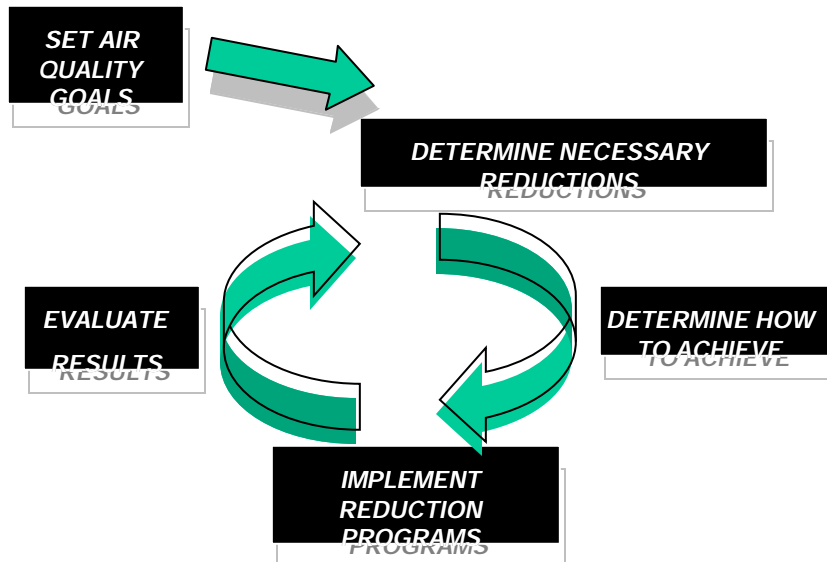 SET AIR
QUALITY
GOALS
DETERMINE NECESSARY
REDUCTIONS
EVALUATE
RESULTS
DETERMINE HOW
TO ACHIEVE
IMPLEMENT
REDUCTION
PROGRAMS